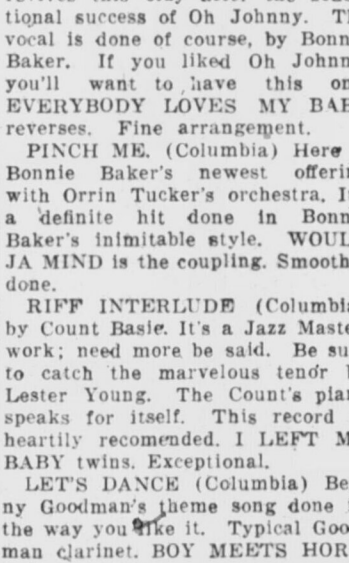 tional success of Oh Johnny. T
vocal is done of course, by Bonn
Baker. If you liked Oh Johnn
you'll want to have this on
EVERYBODY LOVES MY BAB
reverses. Fine arrangement.
PINCH ME. (Columbia) Here
Bonnie Baker's newest offerin
with Orrin Tucker's orchestra. I
a definite hit done in Bonn
Baker's inimitable style. WOUL
JA MIND is the coupling. Smooth
done.
RIFF INTERLUDE (Columbia
by Count Basie. It's a Jazz Maste
work; need more be said. Be su
to catch the marvelous tenor
Lester Young. The Count's pian
speaks for itself. This record
heartily recomended. I LEFT M
BABY twins. Exceptional.
LET'S DANCE (Columbia) Be
ny Goodman's theme song done
the way you like it. Typical Goo
man clarinet. BOY MEETS HOR